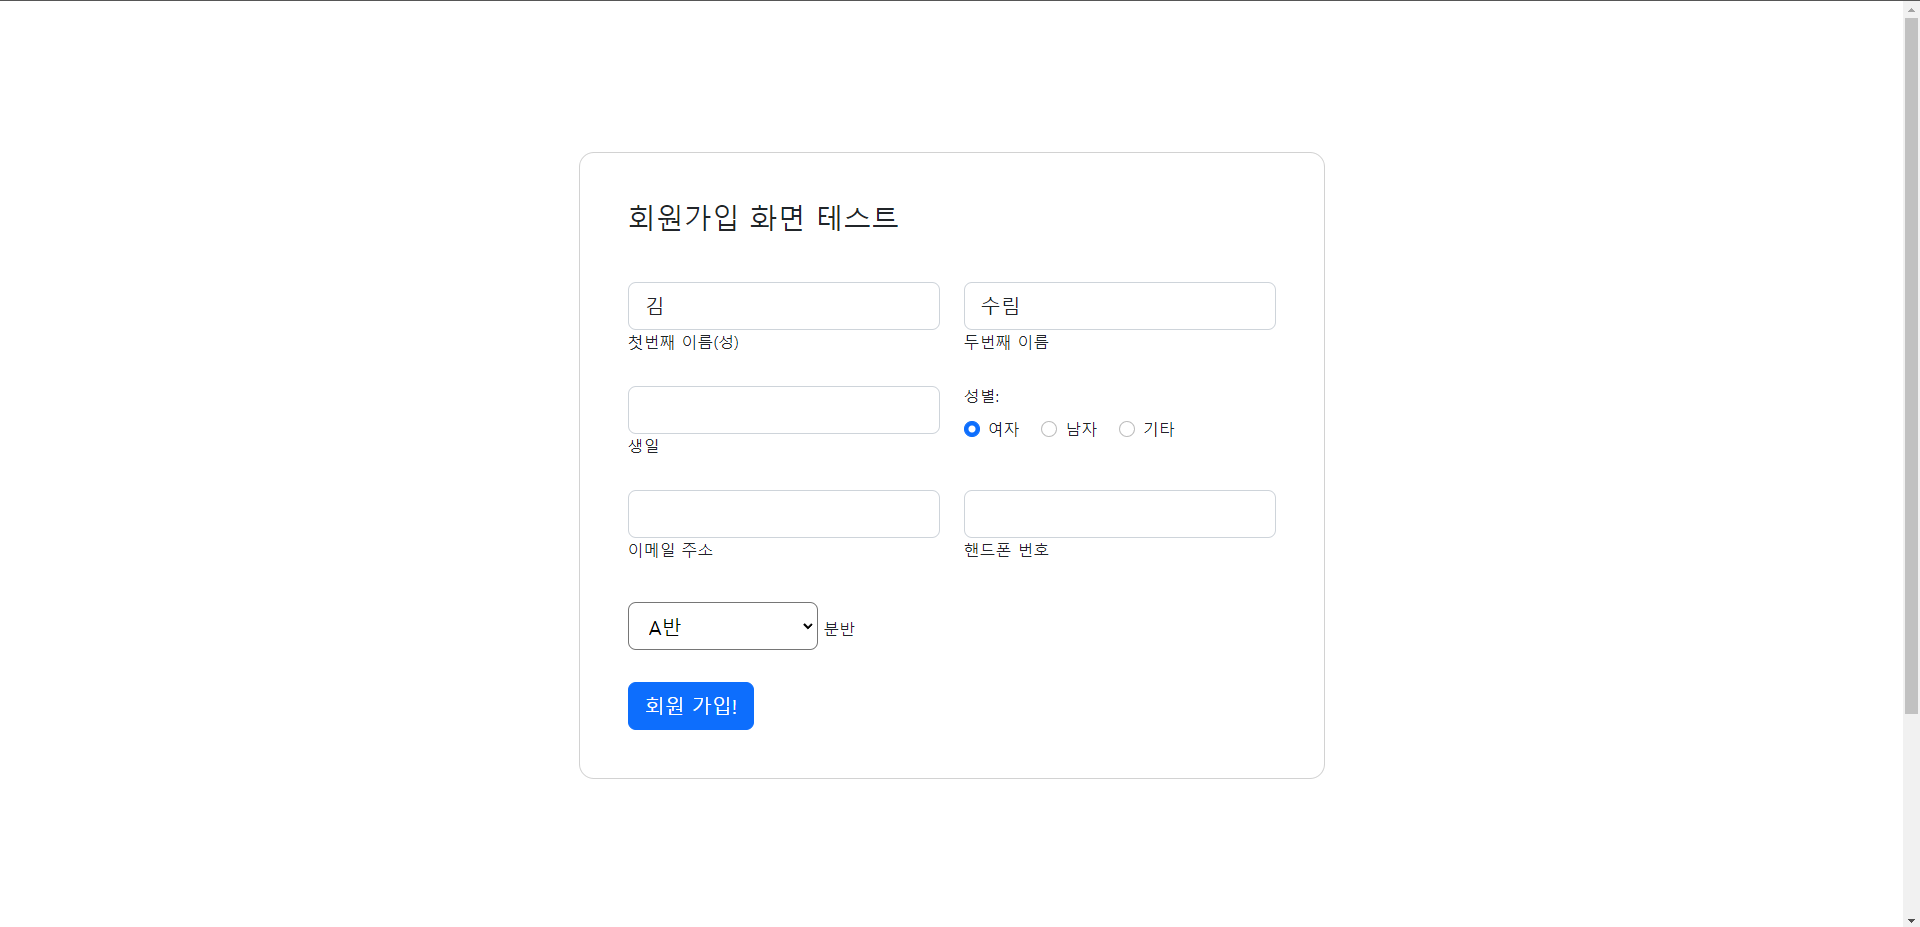 회원가입 화면 테스트
김 수림
첫번째 이름(성) 두번째 이름
성별:
여자 남자 기타
생일
이메일 주소 핸드폰 번호
A반 분반
회원 가입!